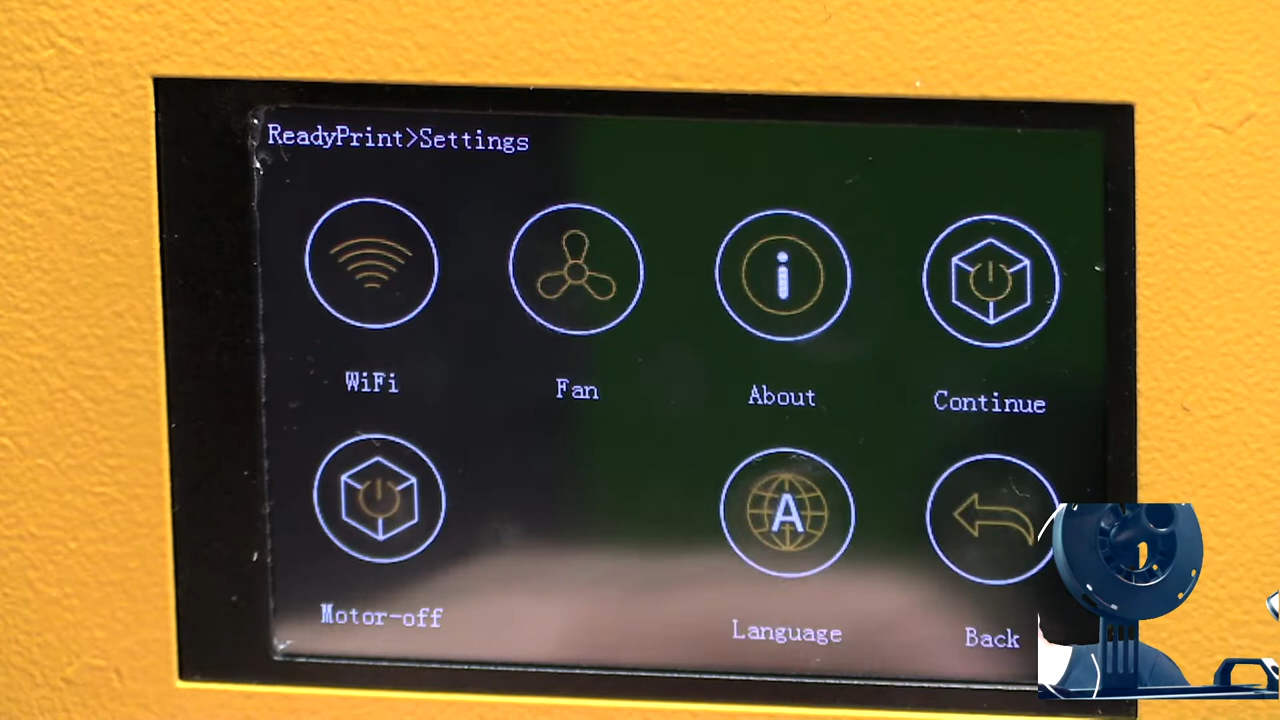 ReadyPrint>Settings
WiFi
Fan
About
Continue
A
Motor-off
Language
Back